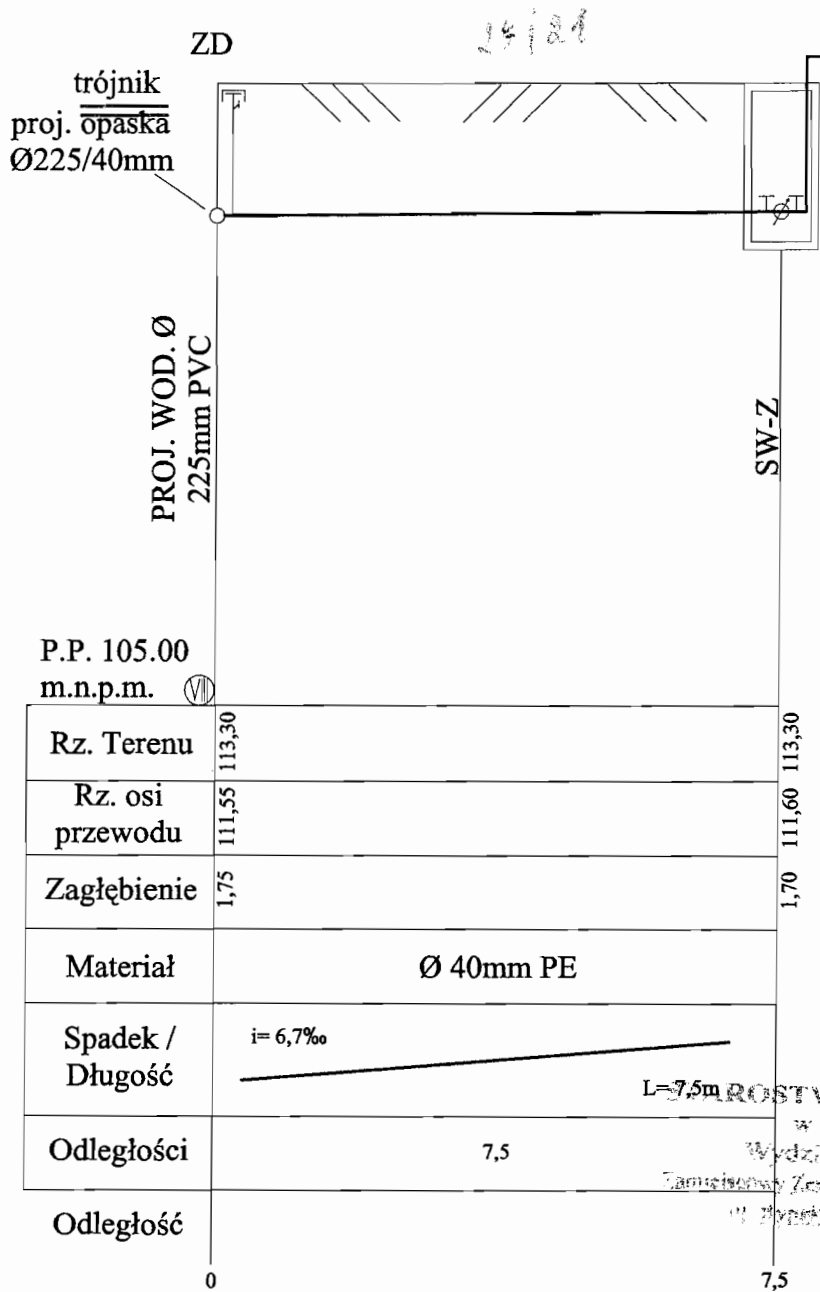 ZD
trójnik
proj. opaska
Ø225/40mm
PROJ. WOD. Ø
225mm PVC
SW-Z
P.P. 105.00
m.n.p.m.
VII
Rz. Terenu 113,30 113,30
Rz. osi
przewodu 111,55 111,60
Zagłębienie 1,75 1,70
Materiał Ø 40mm PE
Spadek /
Długość
i= 6,7‰
L=7,5m
w
Odległości 7,5
Odległość
0 7,5